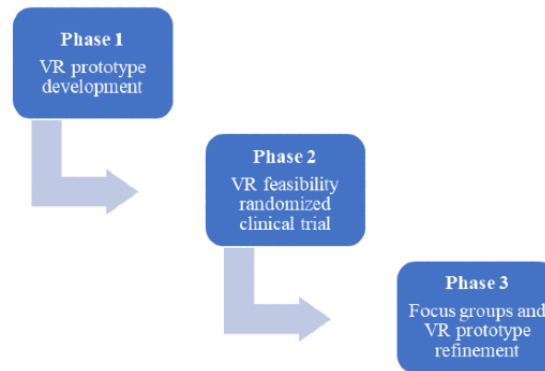 Phase 1
VR prototype
development
Phase 2
VR feasibility
randomized
clinical trial
Phase 3
Focus groups and
VR prototype
refinement